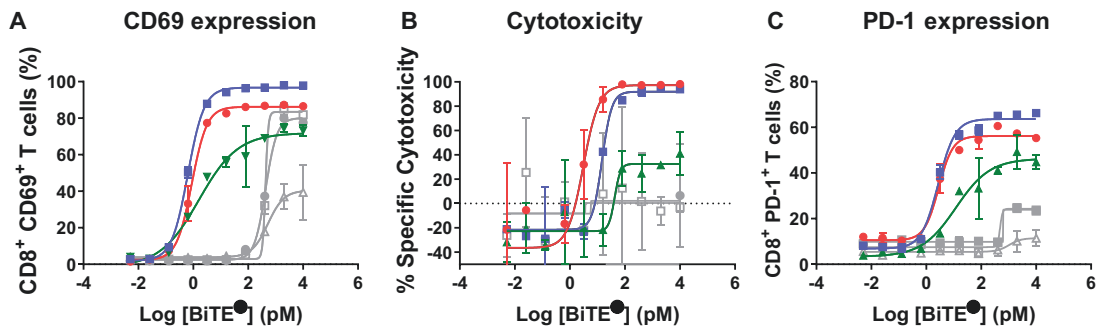 A CD69 expression
CD8+ CD69+ T cells (%)
100
80
60
40
20
0
-4 -2 0 2 4 6
Log [BiTE●] (pM)
B Cytotoxicity
% Specific Cytotoxicity
100
80
60
40
20
0
-20
-40
-4 -2 0 2 4 6
Log [BiTE●] (pM)
C PD-1 expression
CD8+ PD-1+ T cells (%)
80
60
40
20
0
-4 -2 0 2 4 6
Log [BiTE●] (pM)